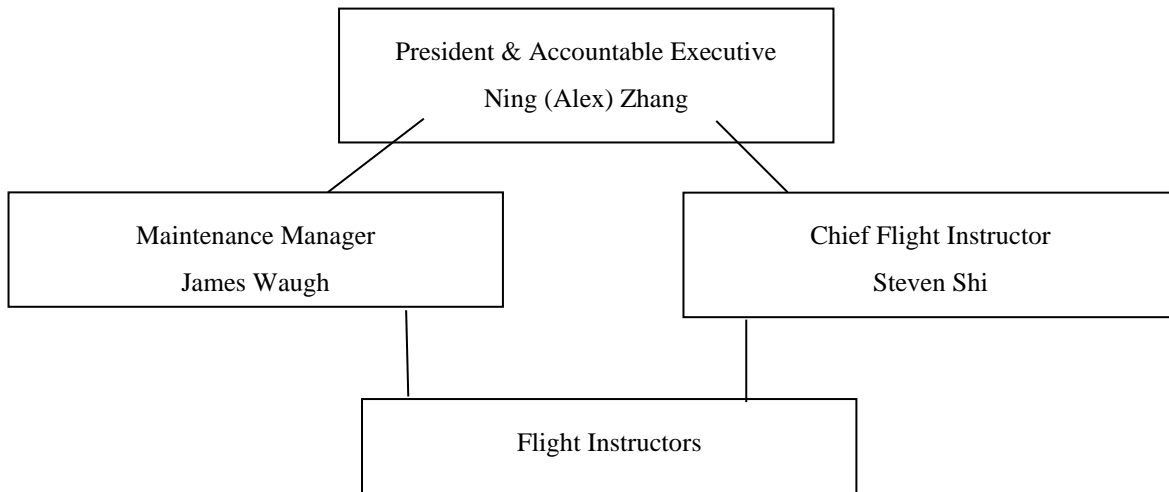 President & Accountable Executive
Ning (Alex) Zhang
Maintenance Manager
James Waugh
Chief Flight Instructor
Steven Shi
Flight Instructors